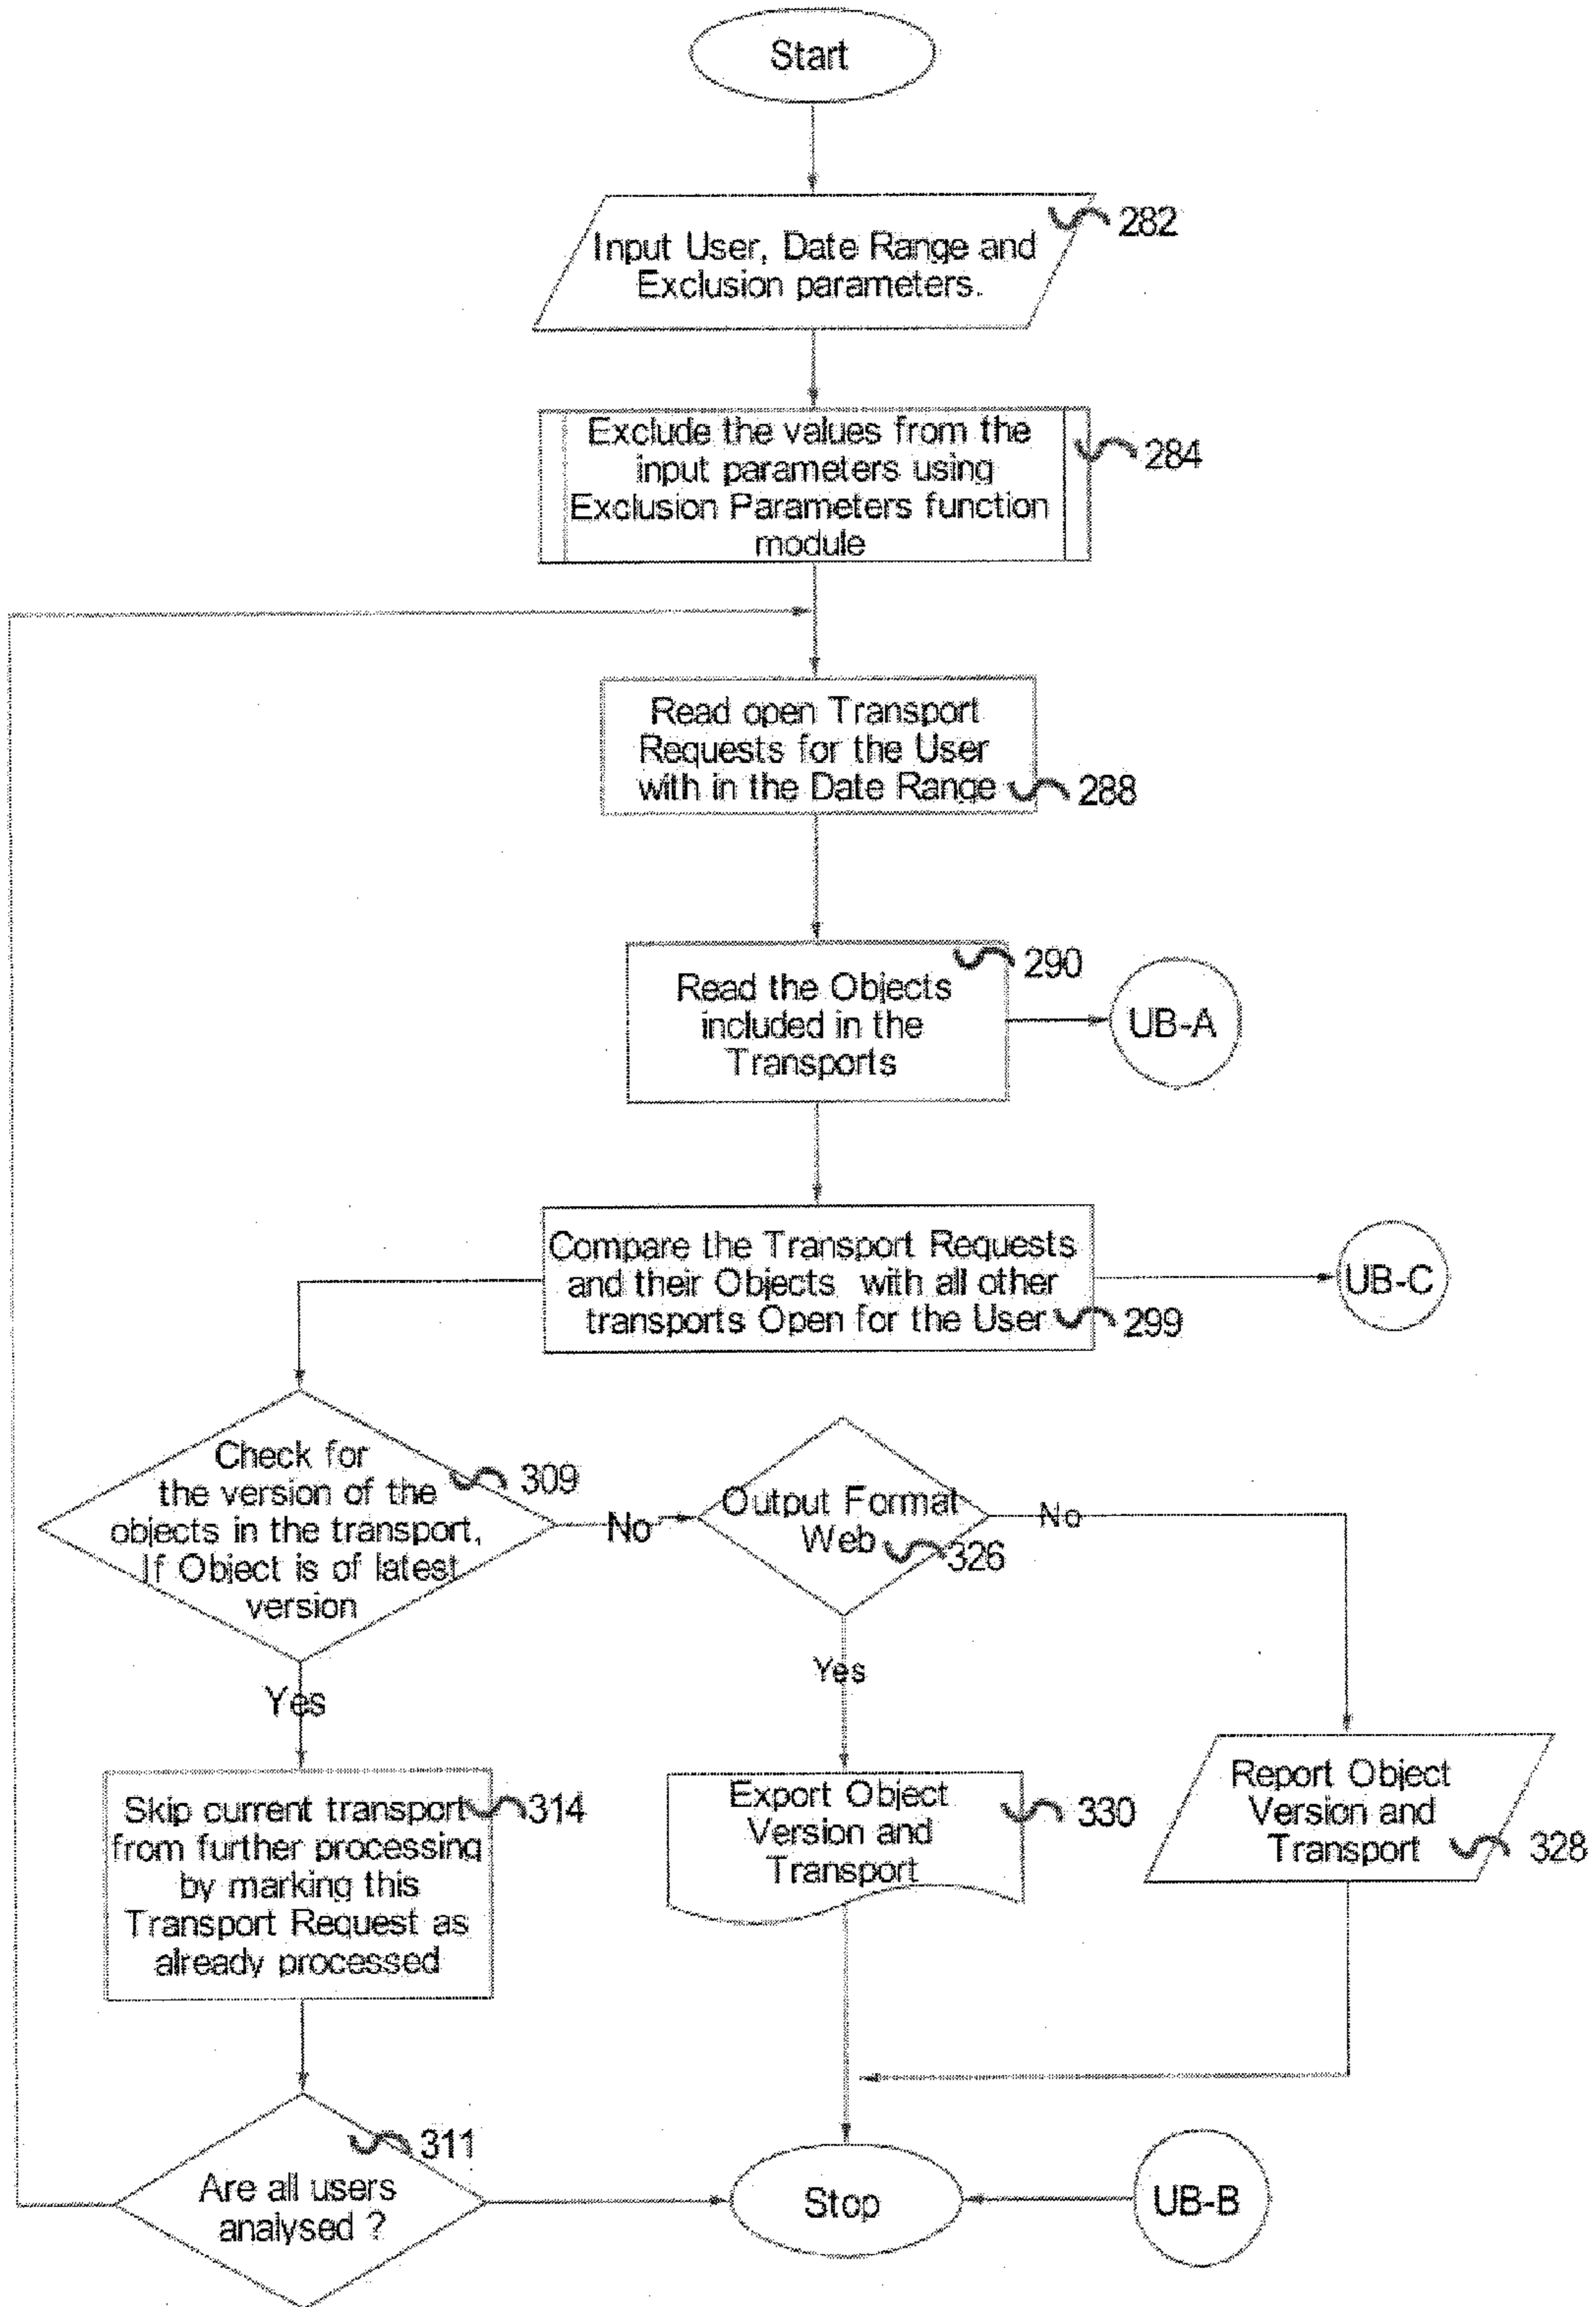 Start
Input User, Date Range and
Exclusion parameters.
282
Exclude the values from the
input parameters using
Exclusion Parameters function
module
284
Read open Transport
Requests for the User
with in the Date Range
288
Read the Objects
included in the
Transports
290
UB-A
Compare the Transport Requests
and their Objects with all other
transports Open for the User
299
UB-C
Check for
the version of the
objects in the transport,
If Object is of latest
version
309
No
Output Format
Web
326
No
Yes
Yes
Skip current transport
from further processing
by marking this
Transport Request as
already processed
314
Export Object
Version and
Transport
330
Report Object
Version and
Transport
328
Are all users
analysed ?
311
Stop
UB-B